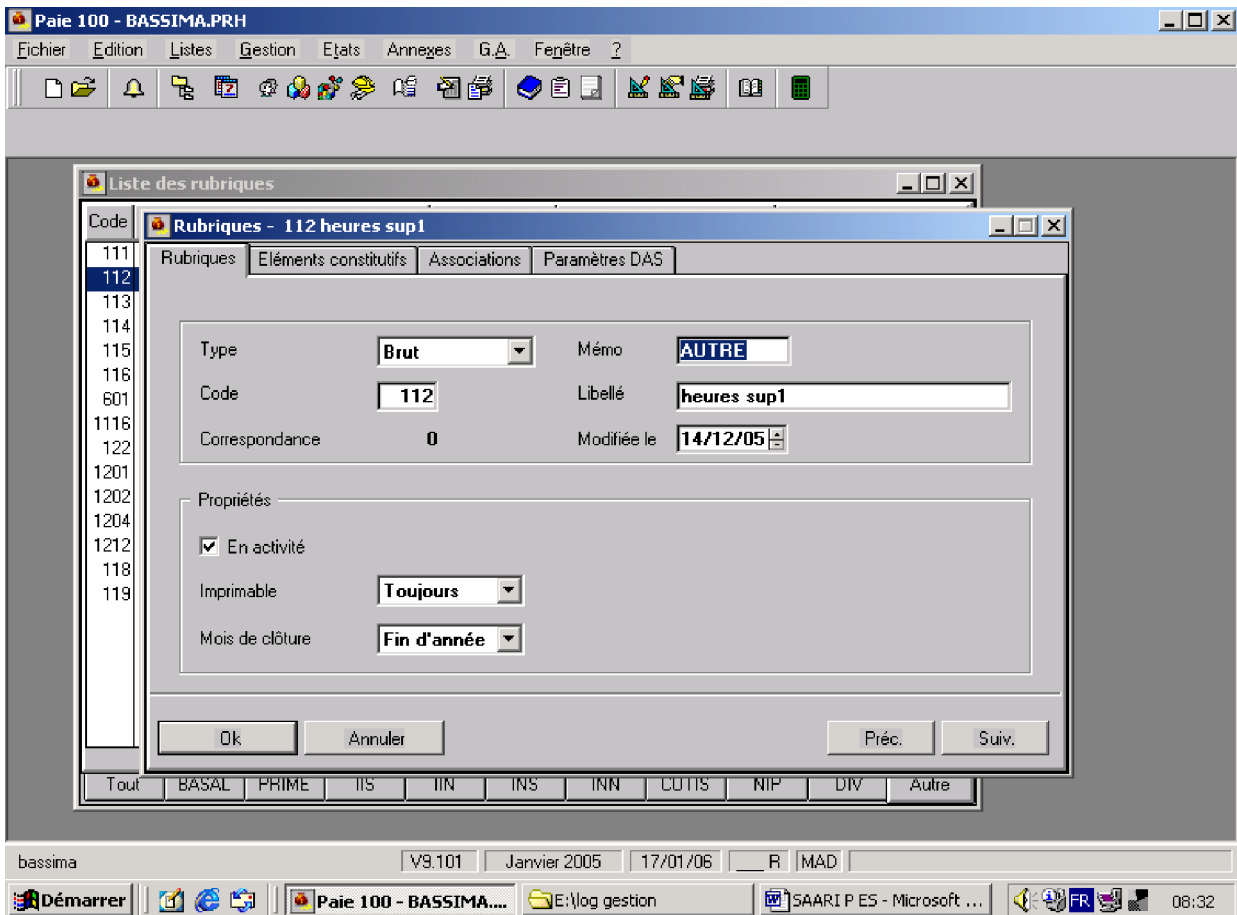 Paie 100 - BASSIMA.PRH
Fichier Edition Listes Gestion Etats Annexes G.A. Fenêtre ?
Liste des rubriques
Code
Rubriques - 112 heures sup1
111
112
113
114
115
116
601
1116
122
1201
1202
1204
1212
118
119
Rubriques Eléments constitutifs Associations Paramètres DAS
Type Brut Mémo AUTRE
Code 112 Libellé heures sup1
Correspondance 0 Modifiée le 14/12/05
Propriétés
En activité
Imprimable Toujours
Mois de clôture Fin d'année
Ok Annuler Préc. Suiv.
Tout BASAL PRIME IIS IIN INS INN COTIS NIP DIV Autre
bassima V9.101 Janvier 2005 17/01/06 ___R MAD
Démarrer Paie 100 - BASSIMA.... E:\log gestion SAARI P ES - Microsoft ... FR 08:32